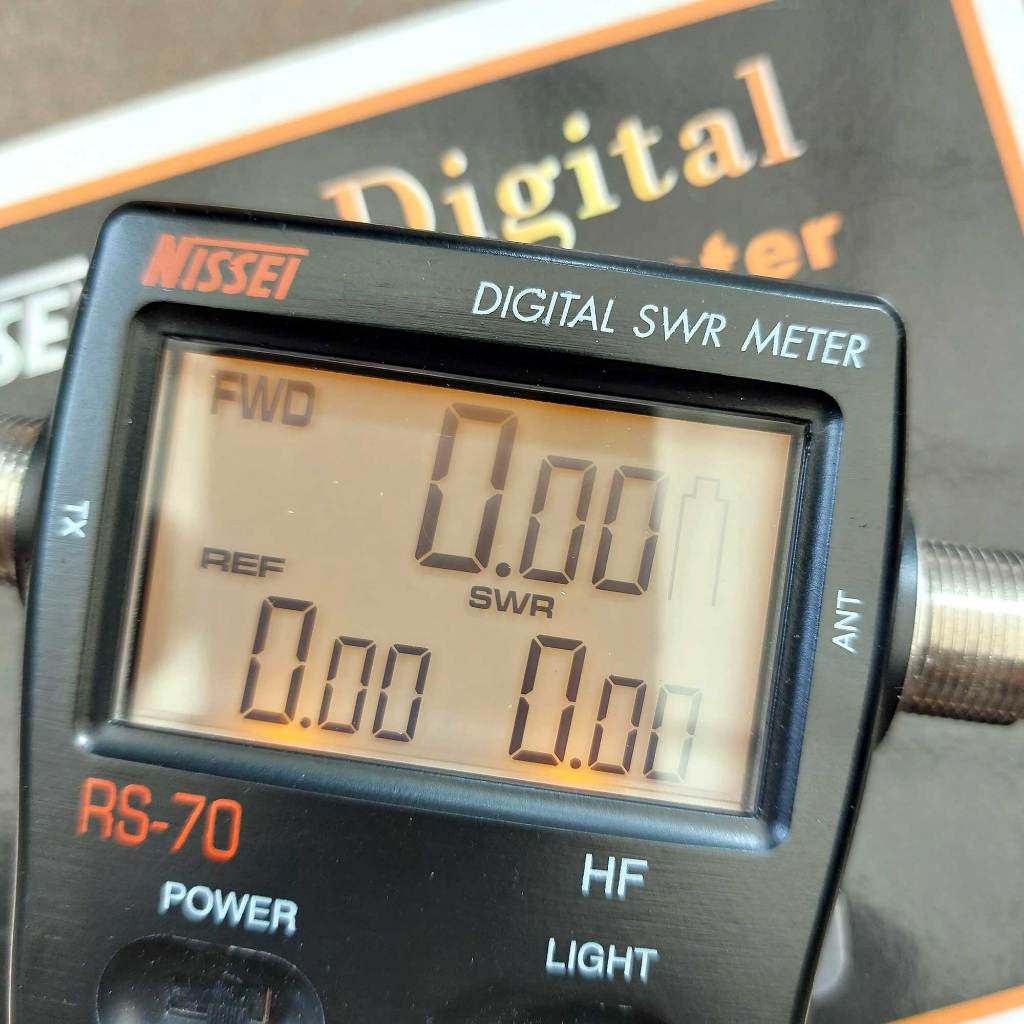 Digital
NISSEI
DIGITAL SWR METER
FWD
0.00
TX
REF
SWR
ANT
0.00
0.00
RS-70
HF
POWER
LIGHT